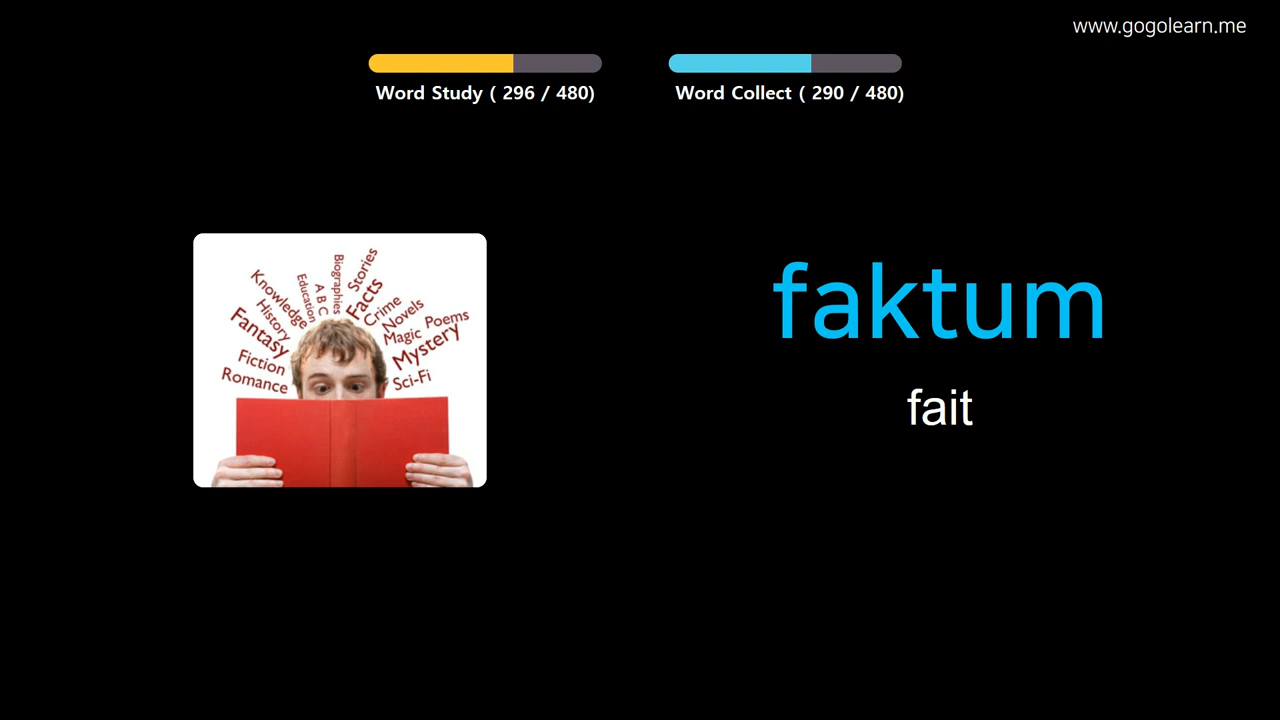 www.gogolearn.me
Word Study ( 296 / 480)
Word Collect ( 290 / 480)
Knowledge
History
Fantasy
Fiction
Romance
Education
A B C
Biographies
Stories
Facts
Crime
Novels
Magic
Poems
Mystery
Sci-Fi
faktum
fait